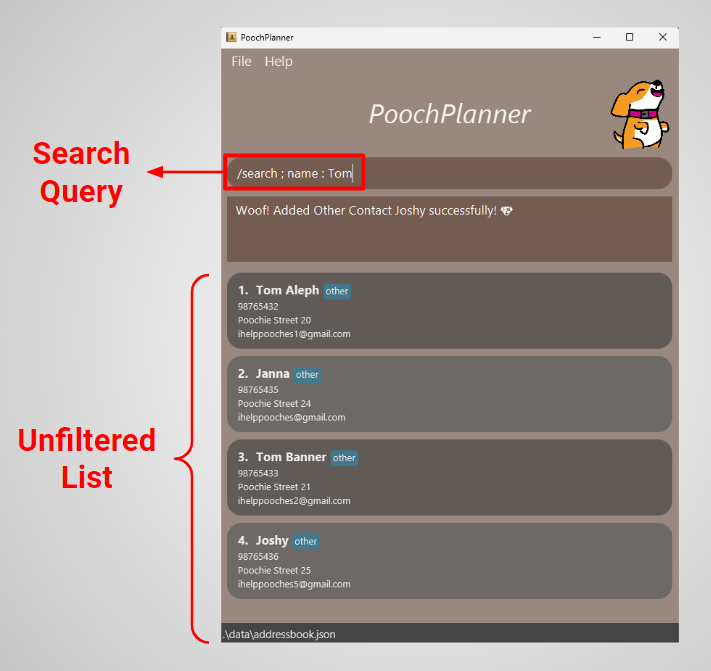 PoochPlanner
File Help
PoochPlanner
Search
Query
/search ; name : Tom
Woof! Added Other Contact Joshy successfully!
1. Tom Aleph other
98765432
Poochie Street 20
ihelppooches1@gmail.com
2. Janna other
98765435
Poochie Street 24
ihelppooches@gmail.com
Unfiltered
List
3. Tom Banner other
98765433
Poochie Street 21
ihelppooches2@gmail.com
4. Joshy other
98765436
Poochie Street 25
ihelppooches5@gmail.com
.\data\addressbook.json